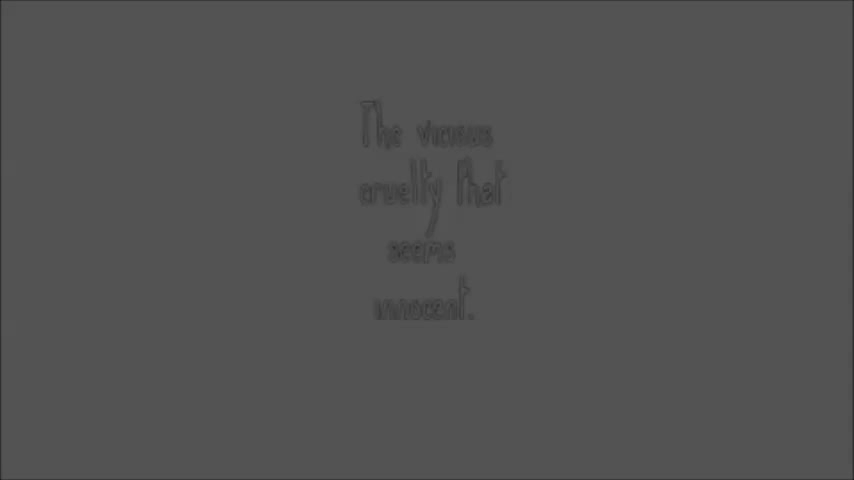 The vicious
cruelty that
seems
innocent.